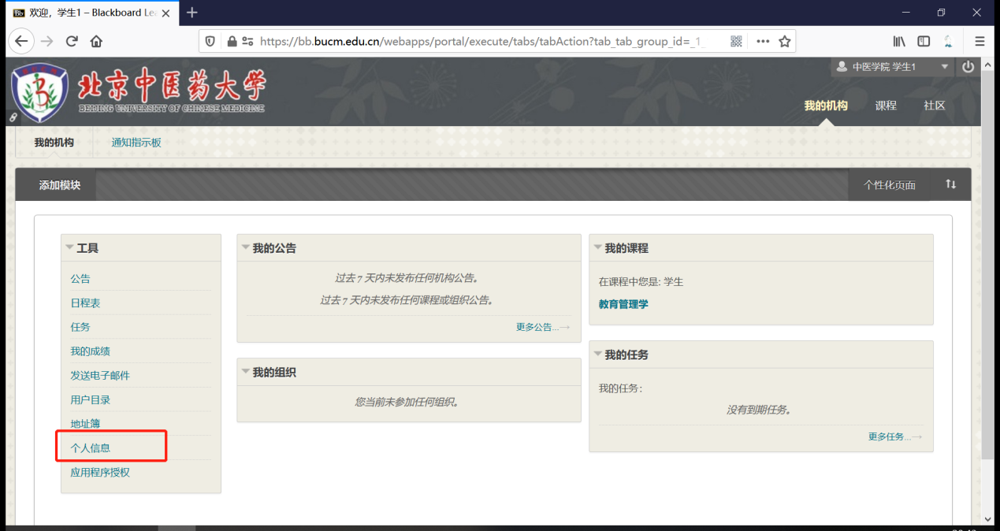 欢迎，学生1 – Blackboard Lea
https://bb.bucm.edu.cn/webapps/portal/execute/tabs/tabAction?tab_tab_group_id=_1_
北京中医药大学
BEIJING UNIVERSITY OF CHINESE MEDICINE
中医学院 学生1
我的机构 课程 社区
我的机构 通知指示板
添加模块 个性化页面
工具
公告
日程表
任务
我的成绩
发送电子邮件
用户目录
地址簿
个人信息
应用程序授权
我的公告
过去 7 天内未发布任何机构公告。
过去 7 天内未发布任何课程或组织公告。
更多公告...→
我的组织
您当前未参加任何组织。
我的课程
在课程中您是: 学生
教育管理学
我的任务
我的任务:
没有到期任务。
更多任务...→